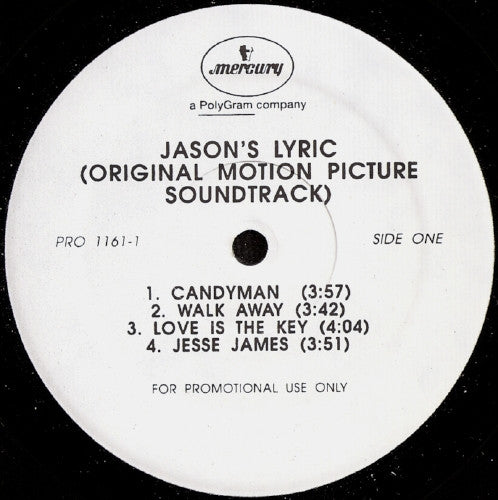 mercury
a PolyGram company
JASON'S LYRIC
(ORIGINAL MOTION PICTURE
SOUNDTRACK)
PRO 1161-1
SIDE ONE
1. CANDYMAN (3:57)
2. WALK AWAY (3:42)
3. LOVE IS THE KEY (4:04)
4. JESSE JAMES (3:51)
FOR PROMOTIONAL USE ONLY